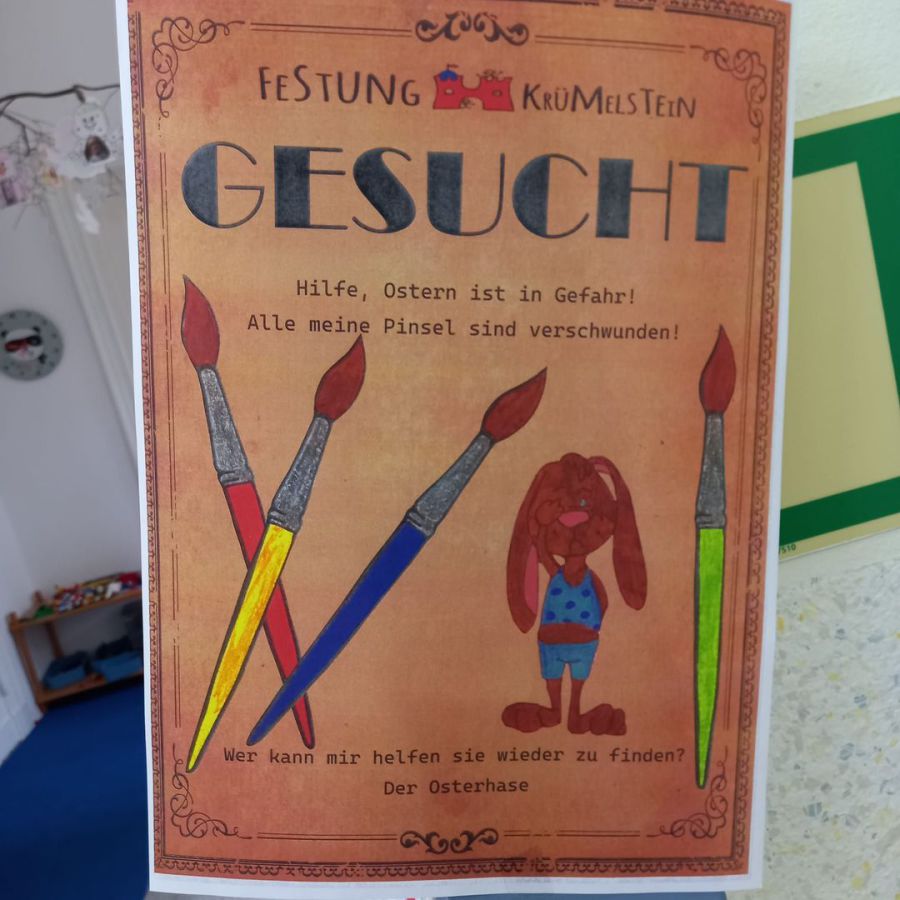 FESTUNG KRÜMELSTEIN
GESUCHT
Hilfe, Ostern ist in Gefahr!
Alle meine Pinsel sind verschwunden!
Wer kann mir helfen sie wieder zu finden?
Der Osterhase